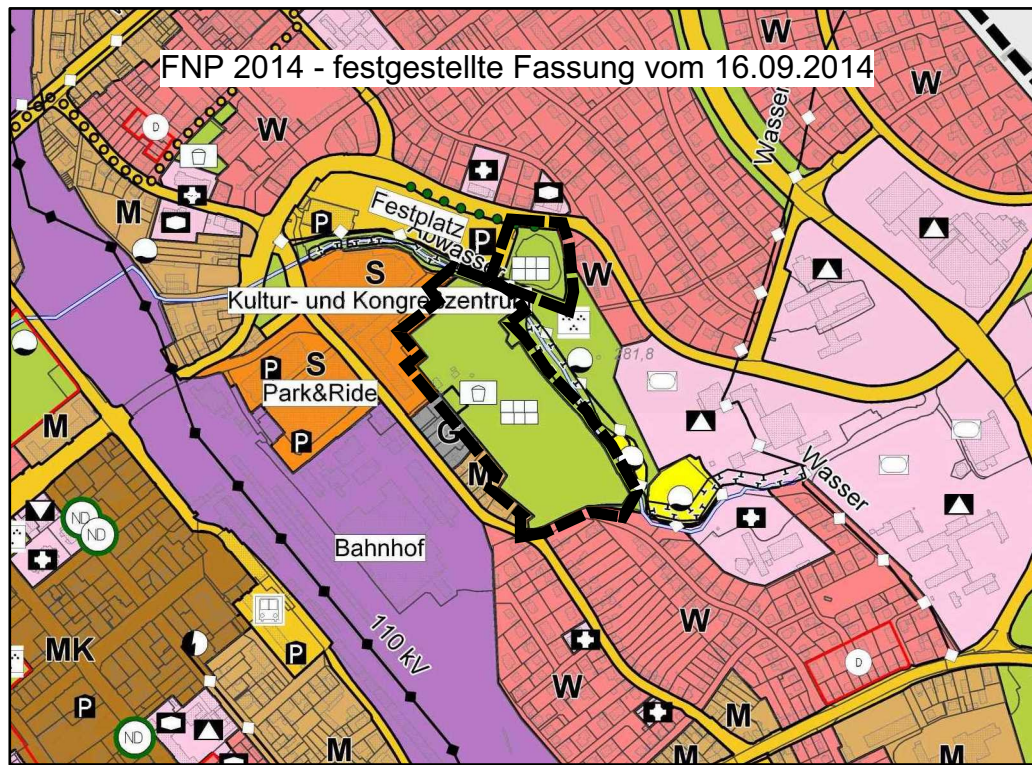 FNP 2014 - festgestellte Fassung vom 16.09.2014
W
W
W
Wasser
D
W
M
P
Festplatz
Abwasser
P
W
S
Kultur- und Kongreßzentrum
281,8
S
P
Park&Ride
P
G
M
M
Wasser
ND
ND
Bahnhof
110 kV
W
W
D
MK
P
P
M
ND
M
M
M